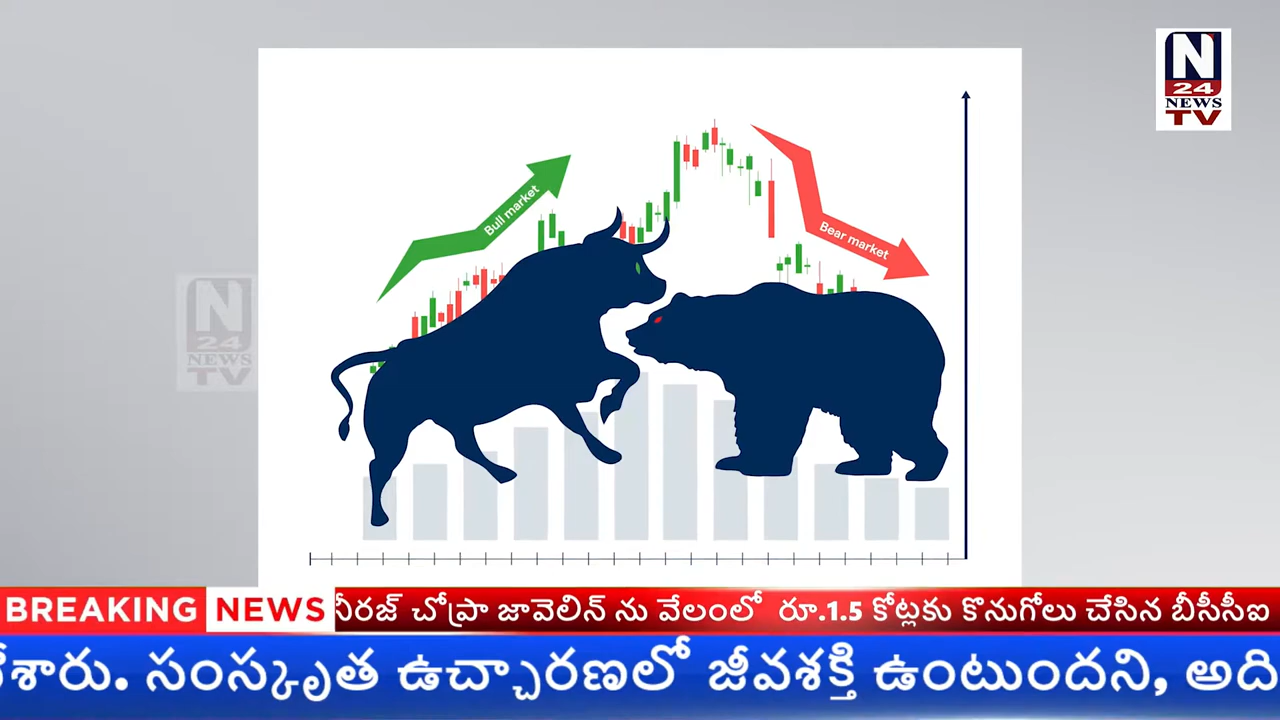 N
24
NEWS
TV
Bull market
Bear market
N
24
NEWS
TV
BREAKING NEWS
నీరజ్ చోప్రా జావెలిన్ ను వేలంలో రూ.1.5 కోట్లకు కొనుగోలు చేసిన బీసీసీఐ
సంస్కృత ఉచ్చారణలో జీవశక్తి ఉంటుందని, అది